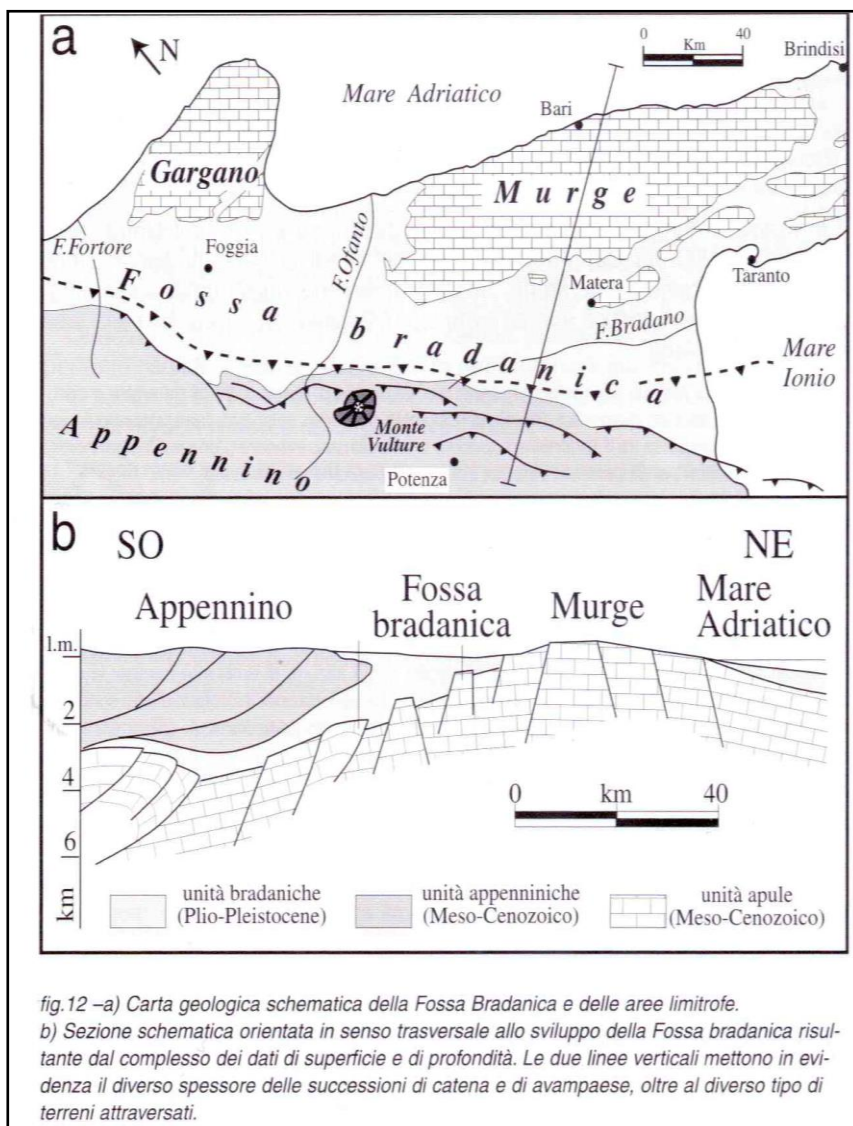 a
N
0 40
Km
Brindisi
Mare Adriatico
Bari
Gargano
Murge
F.Fortore
Foggia
F.Ofanto
Matera
Taranto
Fossa bradanica
F.Bradano
Mare
Ionio
Appennino
Monte
Vulture
Potenza
b
SO
NE
Appennino
Fossa
bradanica
Murge
Mare
Adriatico
l.m.
2
4
6
km
0 km 40
unità bradaniche
(Plio-Pleistocene)
unità appenniniche
(Meso-Cenozoico)
unità apule
(Meso-Cenozoico)
fig.12 –a) Carta geologica schematica della Fossa Bradanica e delle aree limitrofe.
b) Sezione schematica orientata in senso trasversale allo sviluppo della Fossa bradanica risul-
tante dal complesso dei dati di superficie e di profondità. Le due linee verticali mettono in evi-
denza il diverso spessore delle successioni di catena e di avampaese, oltre al diverso tipo di
terreni attraversati.